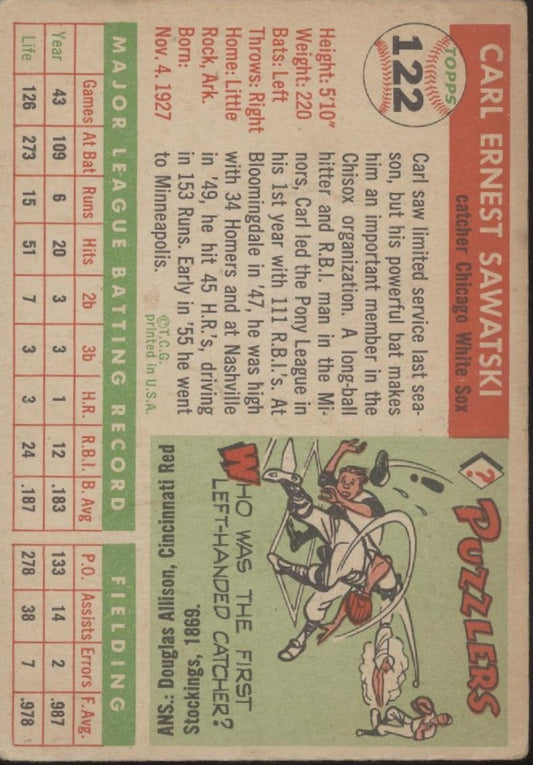 TOPPS
122
CARL ERNEST SAWATSKI
catcher Chicago White Sox
Height: 5'10"
Weight: 220
Bats: Left
Throws: Right
Home: Little
Rock, Ark.
Born:
Nov. 4, 1927
Carl saw limited service last sea-
son, but his powerful bat makes
him an important member in the
Chisox organization. A long-ball
hitter and R.B.I. man in the Mi-
nors, Carl led the Pony League in
his 1st year with 111 R.B.I.'s. At
Bloomingdale in '47, he was high
with 34 Homers and at Nashville
in '49, he hit 45 H.R.'s, driving
in 153 Runs. Early in '55 he went
to Minneapolis.
©T.C.G.
printed in U.S.A.
? PUZZLERS
WHO WAS THE FIRST
LEFT-HANDED CATCHER?
ANS.: Douglas Allison, Cincinnati Red
Stockings, 1869.
MAJOR LEAGUE BATTING RECORD
FIELDING
Games At Bat Runs Hits 2b 3b H.R. R.B.I. B. Avg P.O. Assists Errors F. Avg.
Year 43 109 6 20 3 3 1 12 .183 133 14 2 .987
Life 126 273 15 51 7 3 3 24 .187 278 38 7 .978